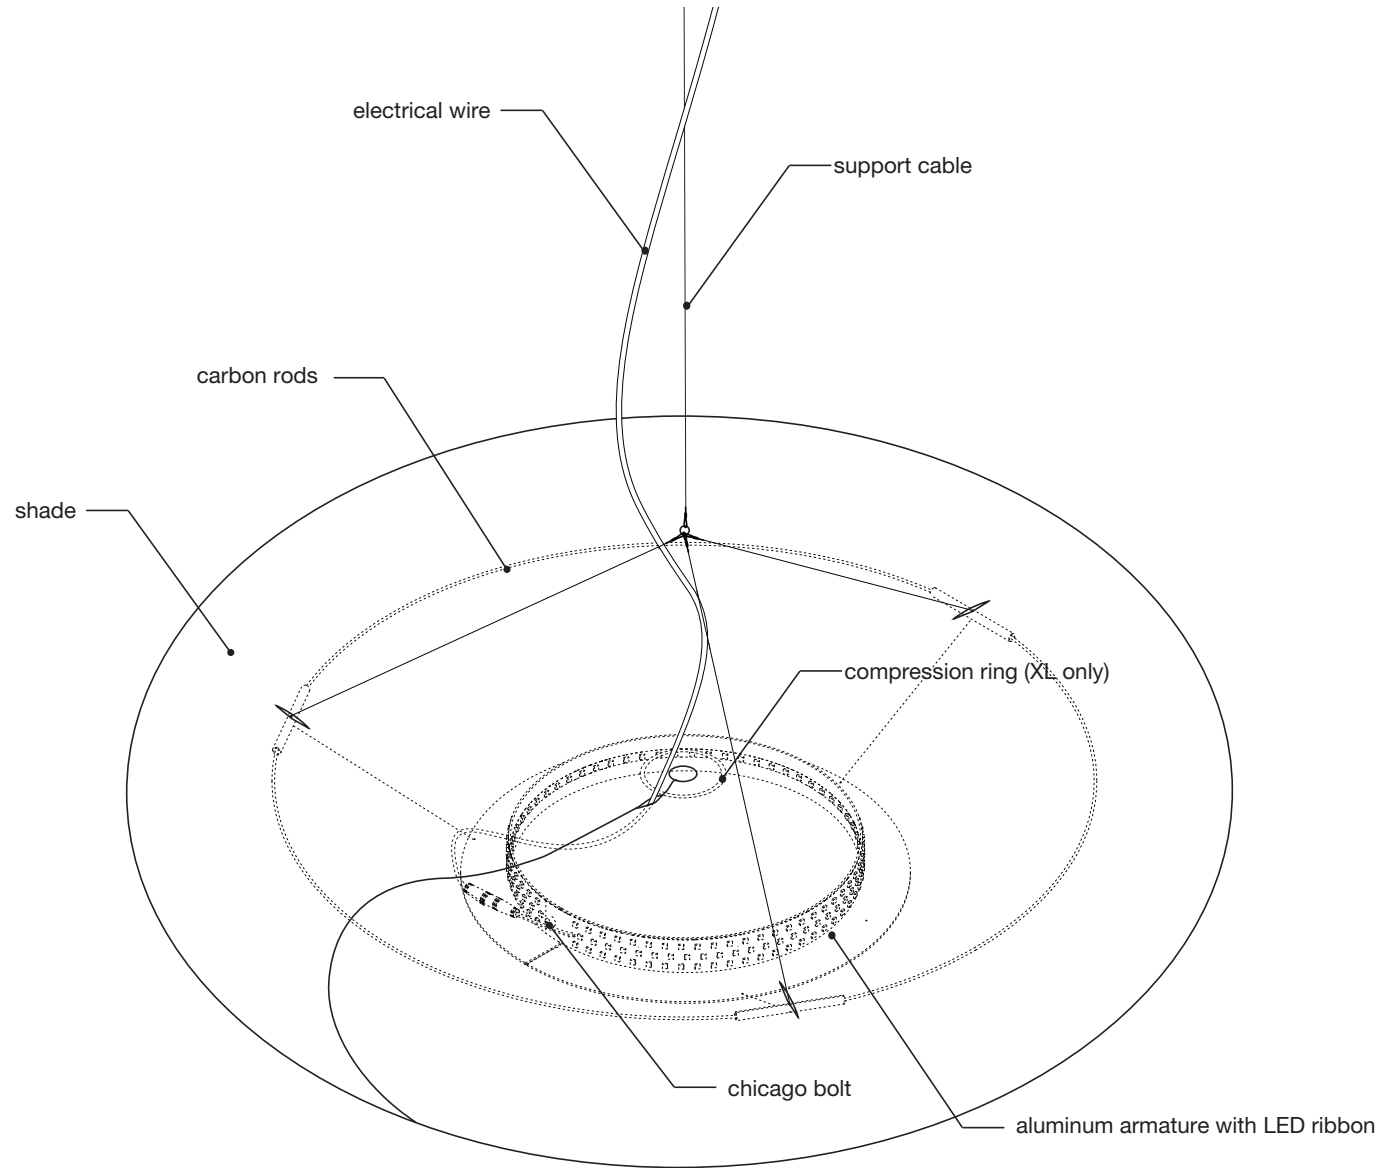 electrical wire
support cable
carbon rods
shade
compression ring (XL only)
chicago bolt
aluminum armature with LED ribbon